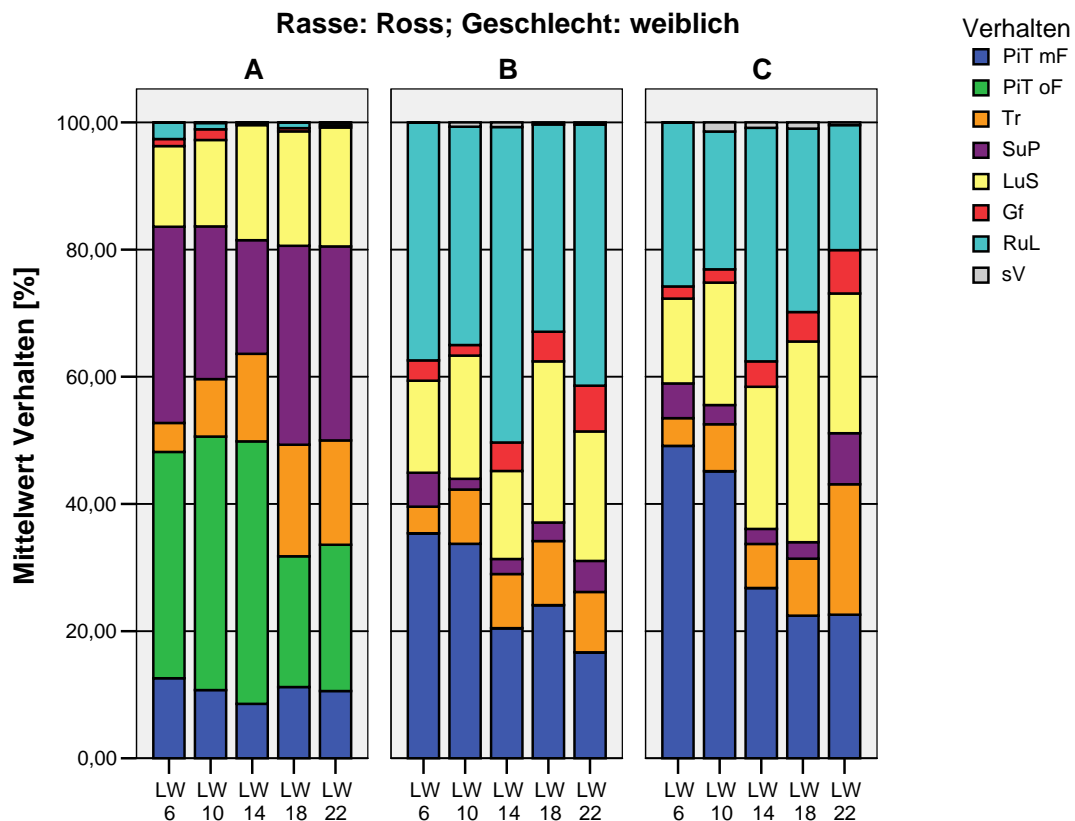 Rasse: Ross; Geschlecht: weiblich
Verhalten
PiT mF
PiT oF
Tr
SuP
LuS
Gf
RuL
sV
A
B
C
Mittelwert Verhalten [%]
100,00
80,00
60,00
40,00
20,00
0,00
LW LW LW LW LW
6 10 14 18 22
LW LW LW LW LW
6 10 14 18 22
LW LW LW LW LW
6 10 14 18 22